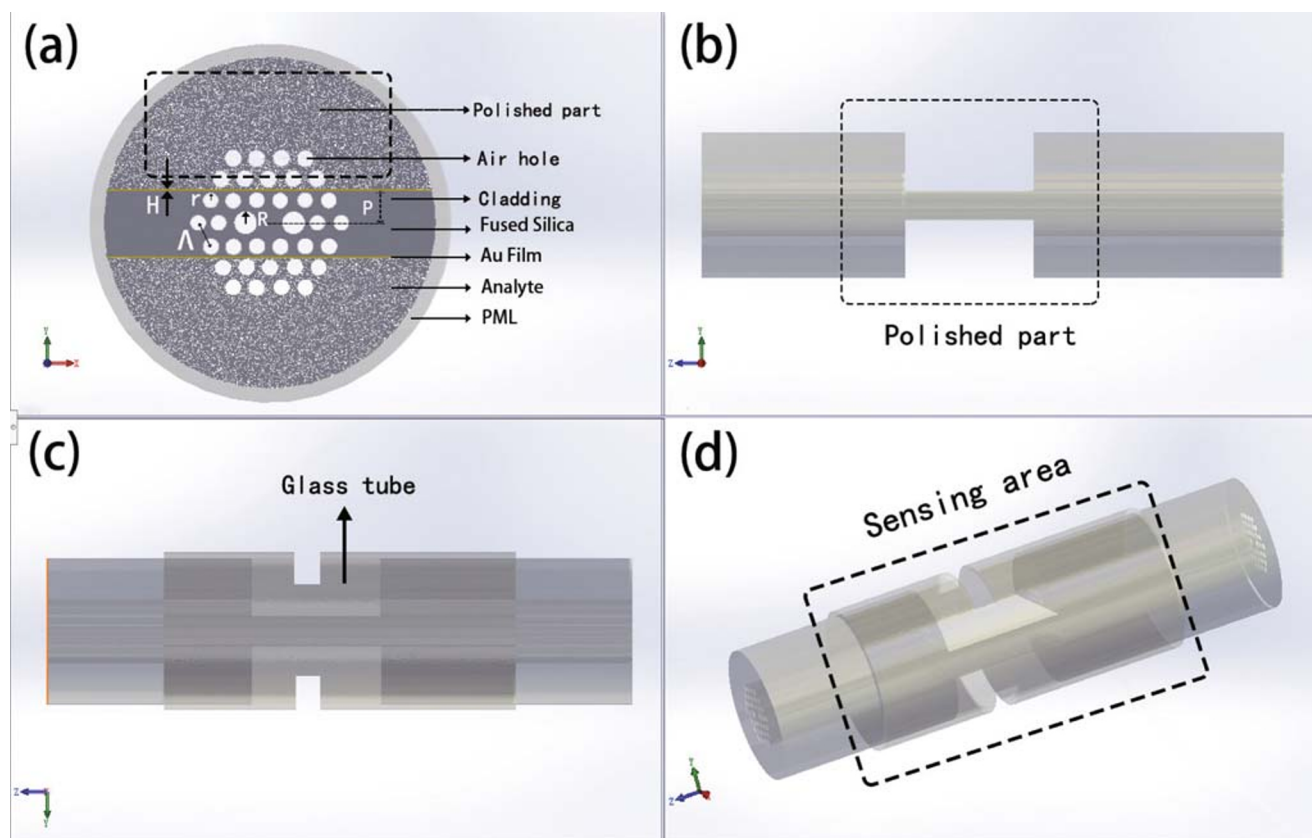 (a)
Polished part
Air hole
H
r
R
P
Cladding
Λ
Fused Silica
Au Film
Analyte
PML
Y
X
(b)
Polished part
Y
Z
(c)
Glass tube
Z
Y
(d)
Sensing area
Y
Z
X